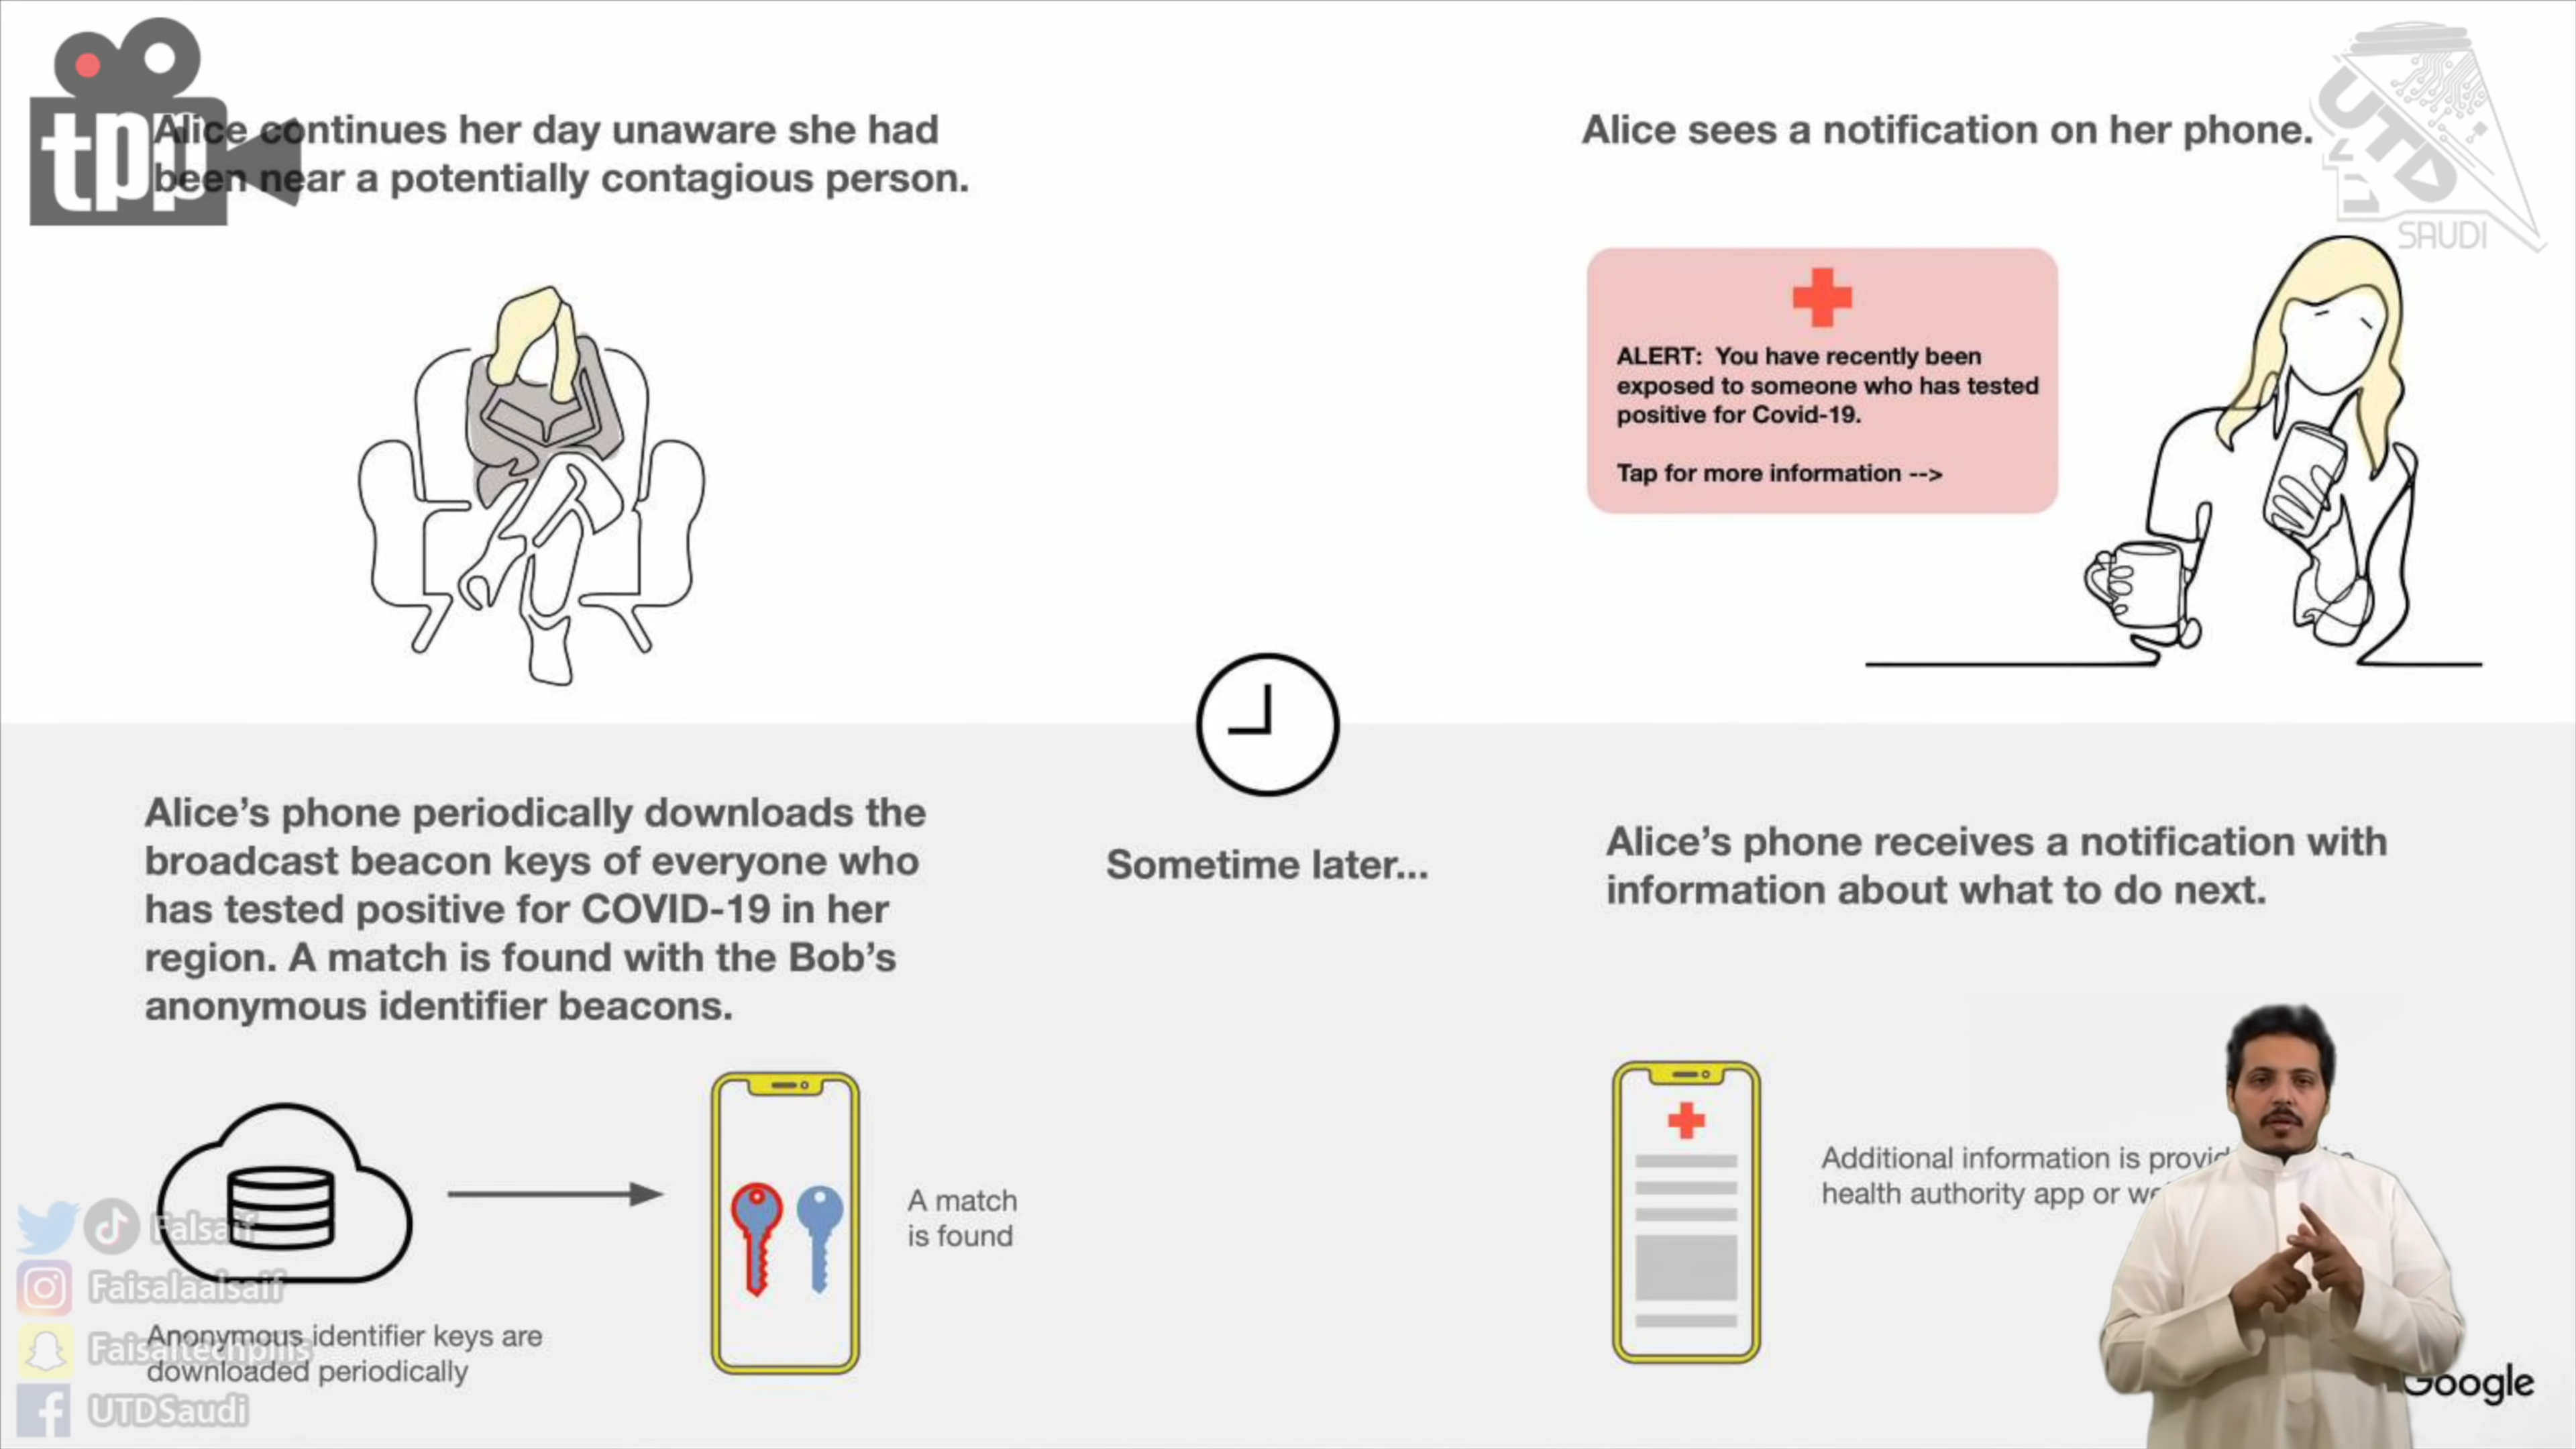 tpp
Alice continues her day unaware she had
been near a potentially contagious person.
Alice sees a notification on her phone.
UTD
SAUDI
ALERT: You have recently been
exposed to someone who has tested
positive for Covid-19.
Tap for more information -->
Sometime later...
Alice's phone periodically downloads the
broadcast beacon keys of everyone who
has tested positive for COVID-19 in her
region. A match is found with the Bob's
anonymous identifier beacons.
A match
is found
Anonymous identifier keys are
downloaded periodically
Alice's phone receives a notification with
information about what to do next.
Additional information is
health authority app or
Falsaif
Faisalaalsaif
UTDSaudi
Google